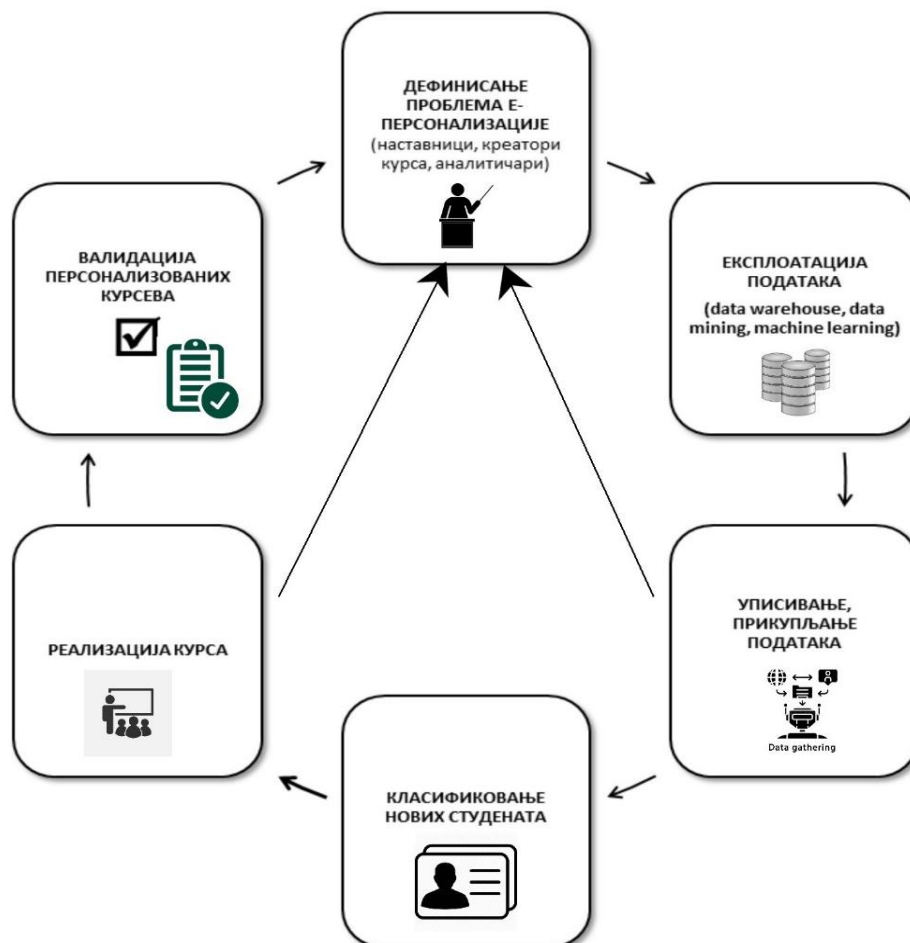 ДЕФИНИСАЊЕ
ПРОБЛЕМА Е-
ПЕРСОНАЛИЗАЦИЈЕ
(наставници, креатори
курса, аналитичари)
ЕКСПЛОАТАЦИЈА
ПОДАТАКА
(data warehouse, data
mining, machine learning)
УПИСИВАЊЕ,
ПРИКУПЉАЊЕ
ПОДАТАКА
Data gathering
КЛАСИФИКОВАЊЕ
НОВИХ СТУДЕНАТА
РЕАЛИЗАЦИЈА КУРСА
ВАЛИДАЦИЈА
ПЕРСОНАЛИЗОВАНИХ
КУРСЕВА